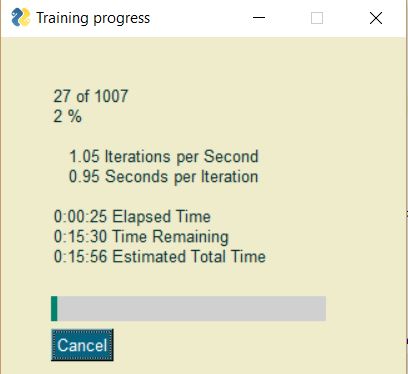 Training progress
27 of 1007
2 %
1.05 Iterations per Second
0.95 Seconds per Iteration
0:00:25 Elapsed Time
0:15:30 Time Remaining
0:15:56 Estimated Total Time
Cancel